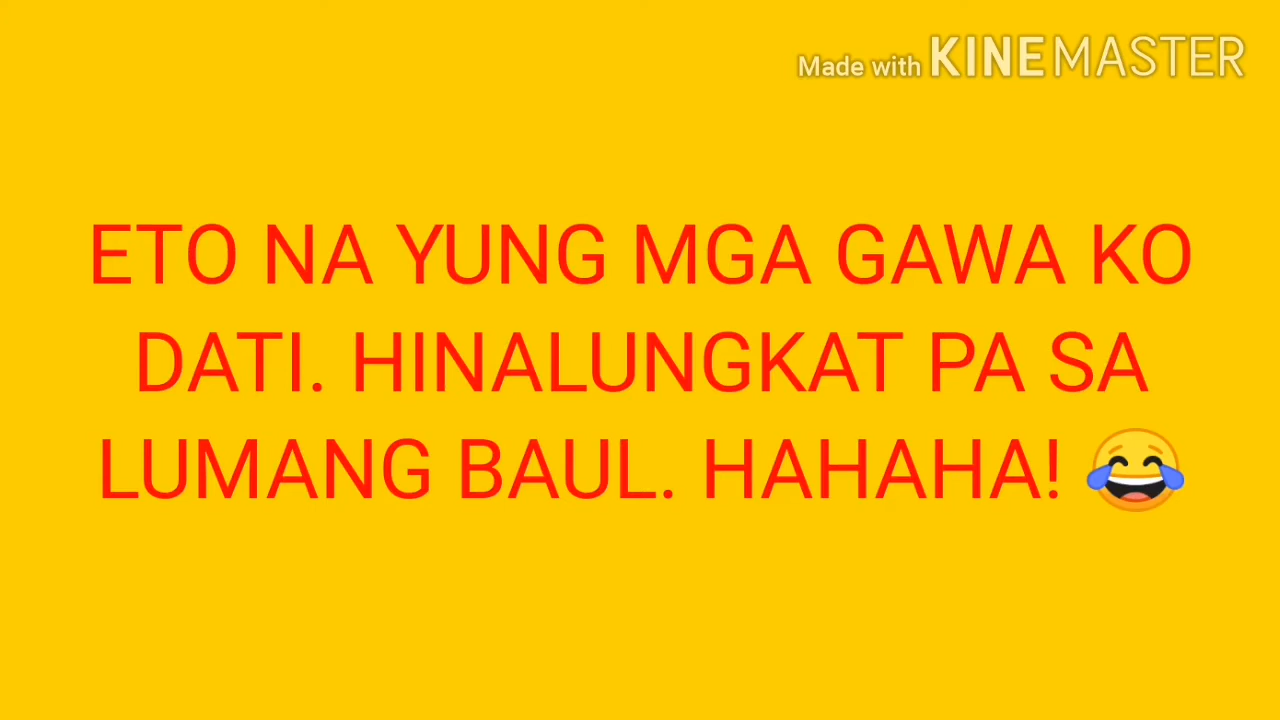 Made with KINEMASTER
ETO NA YUNG MGA GAWA KO
DATI. HINALUNGKAT PA SA
LUMANG BAUL. HAHAHA! 😂